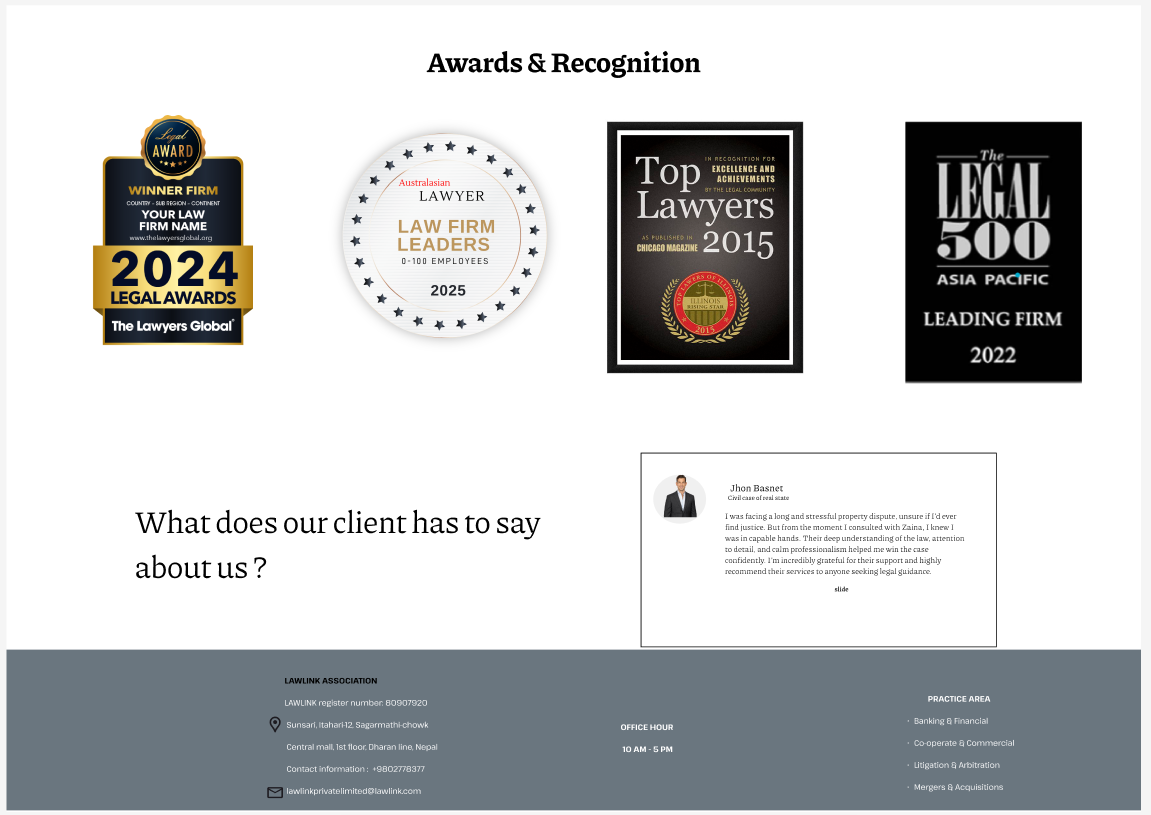 Awards & Recognition
Legal
AWARD
WINNER FIRM
COUNTRY - SUB REGION - CONTINENT
YOUR LAW
FIRM NAME
www.thelawyersglobal.org
2024
LEGAL AWARDS
The Lawyers Global
Australasian
LAWYER
LAW FIRM
LEADERS
0-100 EMPLOYEES
2025
Top
Lawyers
2015
IN RECOGNITION FOR
EXCELLENCE AND
ACHIEVEMENTS
BY THE LEGAL COMMUNITY
AS PUBLISHED IN
CHICAGO MAGAZINE
TOP LAWERS OF ILLINOIS
ILLINOIS
RISING STAR
2015
The
LEGAL
500
ASIA PACIFIC
LEADING FIRM
2022
What does our client has to say
about us ?
Jhon Basnet
Civil case of real state
I was facing a long and stressful property dispute, unsure if I'd ever
find justice. But from the moment I consulted with Zaina, I knew I
was in capable hands. Their deep understanding of the law, attention
to detail, and calm professionalism helped me win the case
confidently. I'm incredibly grateful for their support and highly
recommend their services to anyone seeking legal guidance.
slide
LAWLINK ASSOCIATION
LAWLINK register number: 80907920
Sunsari, Itahari-12, Sagarmathi-chowk
Central mall, 1st floor, Dharan line, Nepal
Contact information : +9802778377
lawlinkprivatelimited@lawlink.com
OFFICE HOUR
10 AM - 5 PM
PRACTICE AREA
· Banking & Financial
· Co-operate & Commercial
· Litigation & Arbitration
· Mergers & Acquisitions